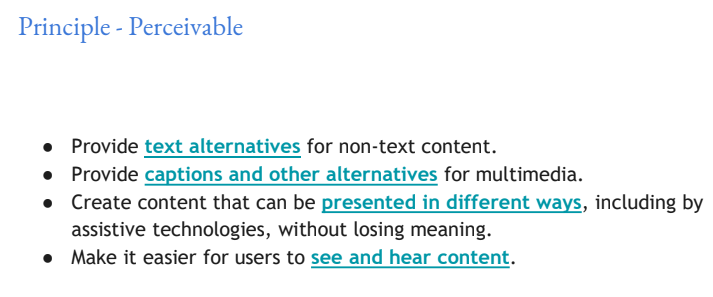 Principle - Perceivable
● Provide text alternatives for non-text content.
● Provide captions and other alternatives for multimedia.
● Create content that can be presented in different ways, including by
assistive technologies, without losing meaning.
● Make it easier for users to see and hear content.